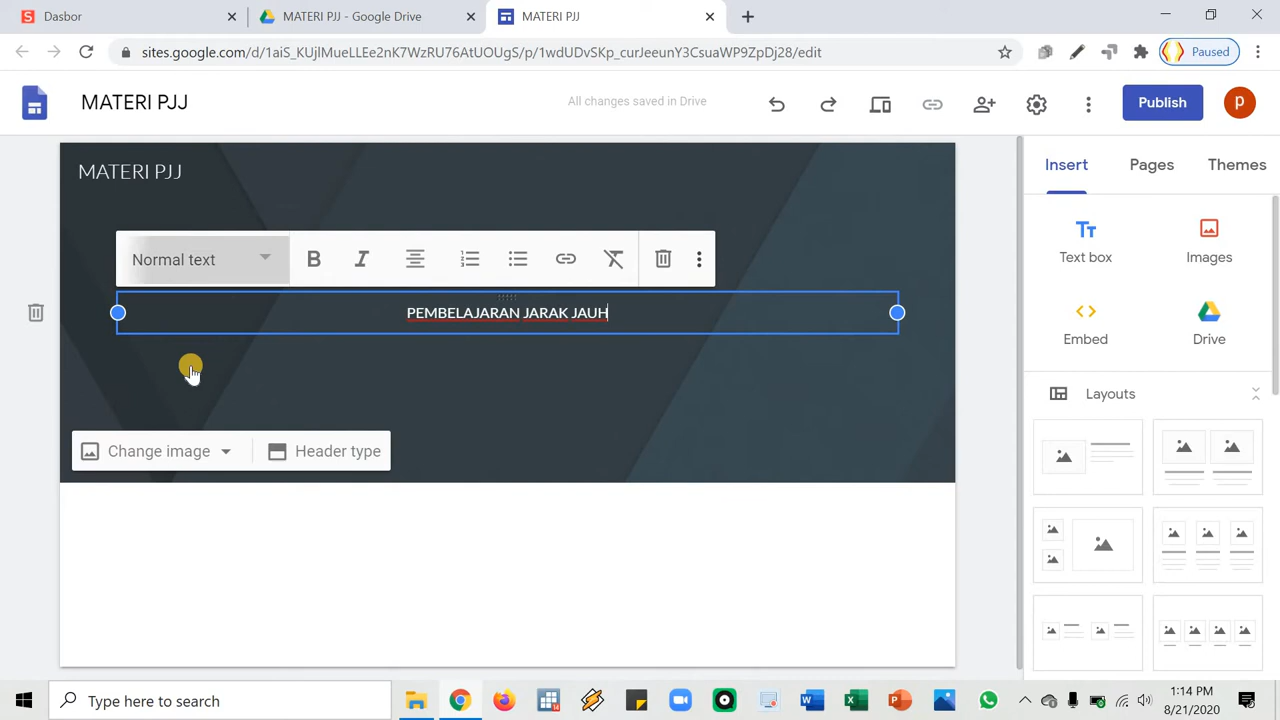 Dasbor
MATERI PJJ - Google Drive
MATERI PJJ
sites.google.com/d/1aiS_KUjlMueLLEe2nK7WzRU76AtUOUgS/p/1wdUDvSKp_curJeeunY3CsuaWP9ZpDj28/edit
Paused
MATERI PJJ
All changes saved in Drive
Publish
p
MATERI PJJ
Insert
Pages
Themes
Normal text
Text box
Images
PEMBELAJARAN JARAK JAUH
Embed
Drive
Layouts
Change image
Header type
Type here to search
1:14 PM
8/21/2020